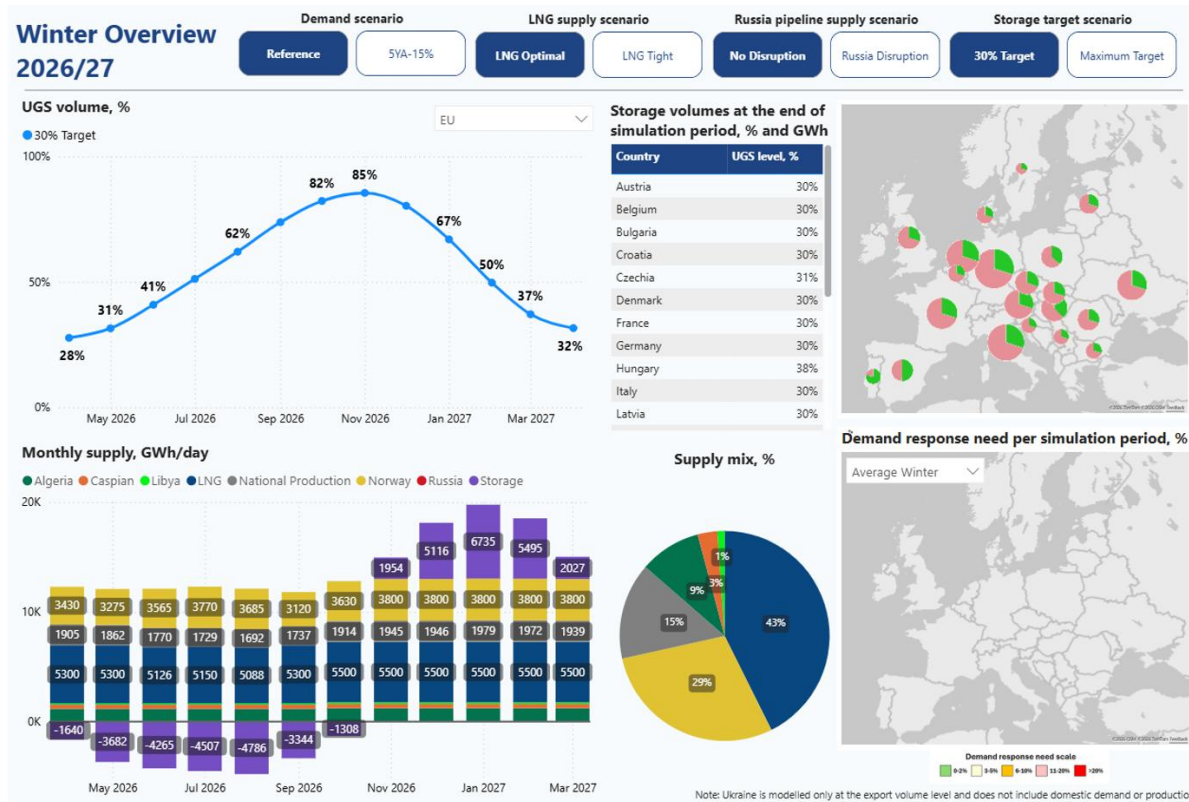 Winter Overview
2026/27
Demand scenario
Reference
5YA-15%
LNG supply scenario
LNG Optimal
LNG Tight
Russia pipeline supply scenario
No Disruption
Russia Disruption
Storage target scenario
30% Target
Maximum Target
UGS volume, %
EU
30% Target
100%
50%
0%
28%
31%
41%
62%
82%
85%
67%
50%
37%
32%
May 2026
Jul 2026
Sep 2026
Nov 2026
Jan 2027
Mar 2027
Storage volumes at the end of
simulation period, % and GWh
Country UGS level, %
Austria 30%
Belgium 30%
Bulgaria 30%
Croatia 30%
Czechia 31%
Denmark 30%
France 30%
Germany 30%
Hungary 38%
Italy 30%
Latvia 30%
Monthly supply, GWh/day
Algeria Caspian Libya LNG National Production Norway Russia Storage
20K
10K
0K
1954 5116 6735 5495 2027
3430 3275 3565 3770 3685 3120 3630 3800 3800 3800 3800 3800
1905 1862 1770 1729 1692 1737 1914 1945 1946 1979 1972 1939
5300 5300 5126 5150 5088 5300 5500 5500 5500 5500 5500 5500
-1640 -3682 -4265 -4507 -4786 -3344 -1308
May 2026
Jul 2026
Sep 2026
Nov 2026
Jan 2027
Mar 2027
Supply mix, %
1%
3%
9%
15%
43%
29%
Demand response need per simulation period, %
Average Winter
Demand response need scale
0-2% 3-5% 6-10% 11-20% >20%
Note: Ukraine is modelled only at the export volume level and does not include domestic demand or productio